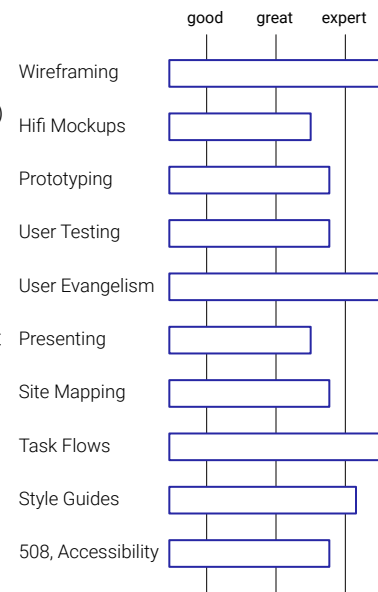 good great expert
Wireframing
Hifi Mockups
Prototyping
User Testing
User Evangelism
Presenting
Site Mapping
Task Flows
Style Guides
508, Accessibility